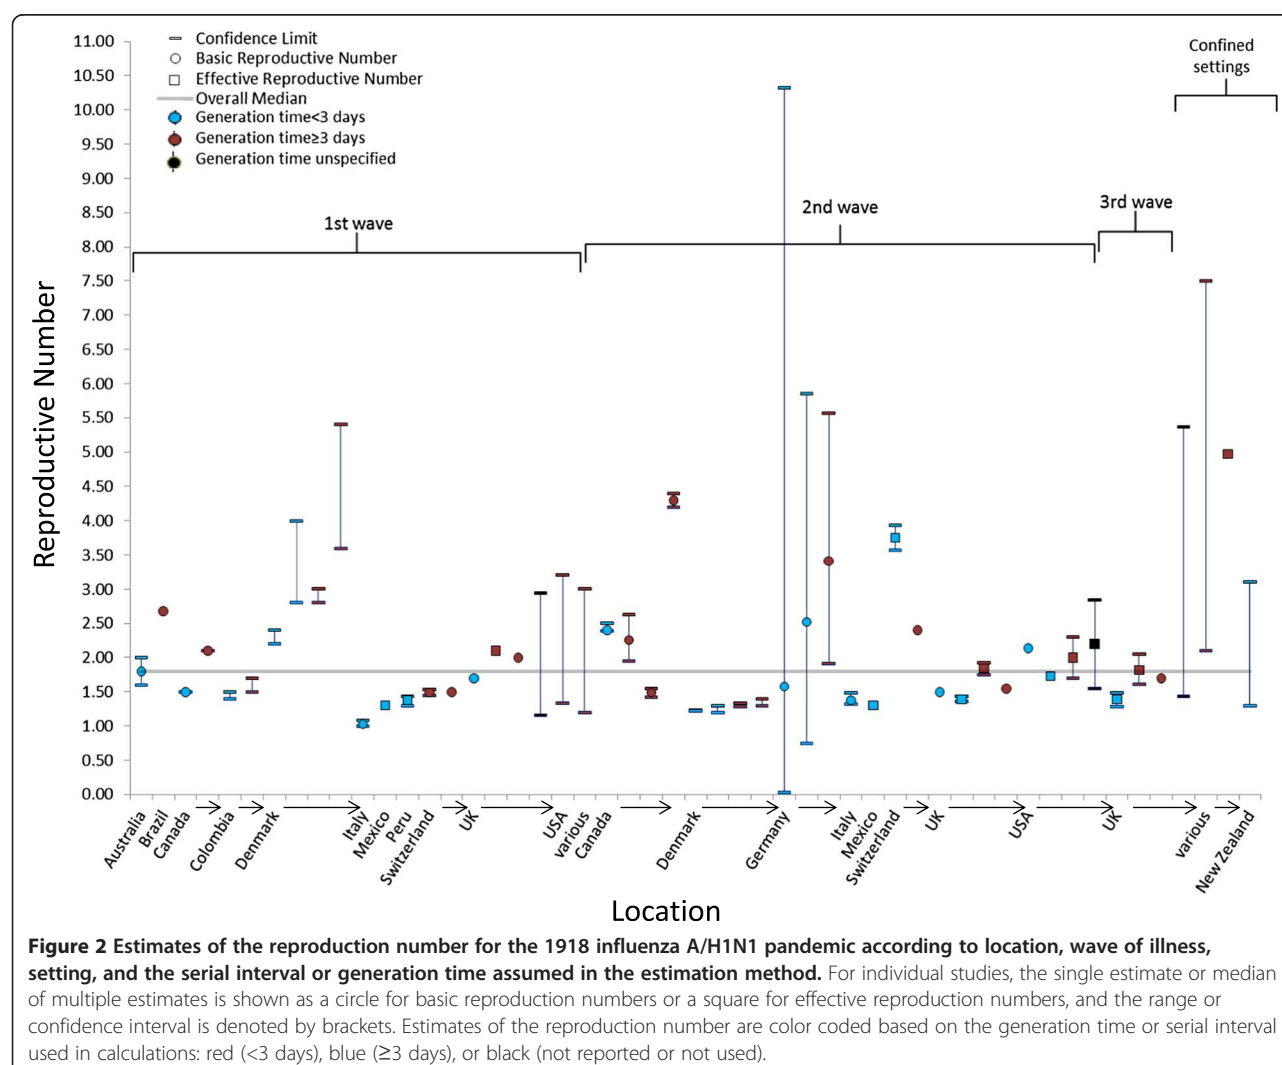 11.00
10.50
10.00
9.50
9.00
8.50
8.00
7.50
7.00
6.50
6.00
5.50
5.00
4.50
4.00
3.50
3.00
2.50
2.00
1.50
1.00
0.50
0.00
Reproductive Number
Confidence Limit
Basic Reproductive Number
Effective Reproductive Number
Overall Median
Generation time<3 days
Generation time≥3 days
Generation time unspecified
1st wave
2nd wave
3rd wave
Confined
settings
Australia
Brazil
Canada
Colombia
Denmark
Italy
Mexico
Peru
Switzerland
UK
USA
various
Canada
Denmark
Germany
Italy
Mexico
Switzerland
UK
USA
UK
various
New Zealand
Location
Figure 2 Estimates of the reproduction number for the 1918 influenza A/H1N1 pandemic according to location, wave of illness,
setting, and the serial interval or generation time assumed in the estimation method. For individual studies, the single estimate or median
of multiple estimates is shown as a circle for basic reproduction numbers or a square for effective reproduction numbers, and the range or
confidence interval is denoted by brackets. Estimates of the reproduction number are color coded based on the generation time or serial interval
used in calculations: red (<3 days), blue (≥3 days), or black (not reported or not used).